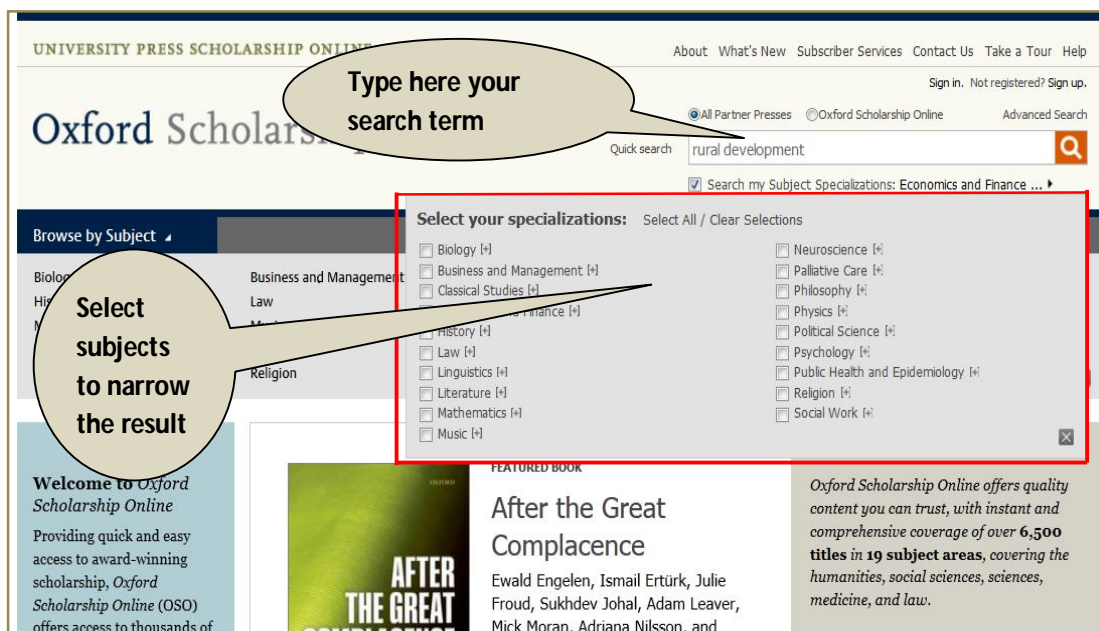 UNIVERSITY PRESS SCHOLARSHIP ONLINE
About What's New Subscriber Services Contact Us Take a Tour Help
Sign in. Not registered? Sign up.
Type here your
search term
Oxford
All Partner Presses Oxford Scholarship Online Advanced Search
Quick search rural development
Search my Subject Specializations: Economics and Finance ...
Browse by Subject
Select your specializations: Select All / Clear Selections
Biology [+]
Business and Management [+]
Classical Studies [+]
Finance [+]
History [+]
Law [+]
Linguistics [+]
Literature [+]
Mathematics [+]
Music [+]
Neuroscience [+]
Palliative Care [+]
Philosophy [+]
Physics [+]
Political Science [+]
Psychology [+]
Public Health and Epidemiology [+]
Religion [+]
Social Work [+]
Business and Management
Law
Religion
Select
subjects
to narrow
the result
Welcome to Oxford
Scholarship Online
Providing quick and easy
access to award-winning
scholarship, Oxford
Scholarship Online (OSO)
offers access to thousands of
OXFORD
AFTER
THE GREAT
COMPLACENCE
FEATURED BOOK
After the Great
Complacence
Ewald Engelen, Ismail Ertürk, Julie
Froud, Sukhdev Johal, Adam Leaver,
Mick Moran, Adriana Nilsson, and
Oxford Scholarship Online offers quality
content you can trust, with instant and
comprehensive coverage of over 6,500
titles in 19 subject areas, covering the
humanities, social sciences, sciences,
medicine, and law.